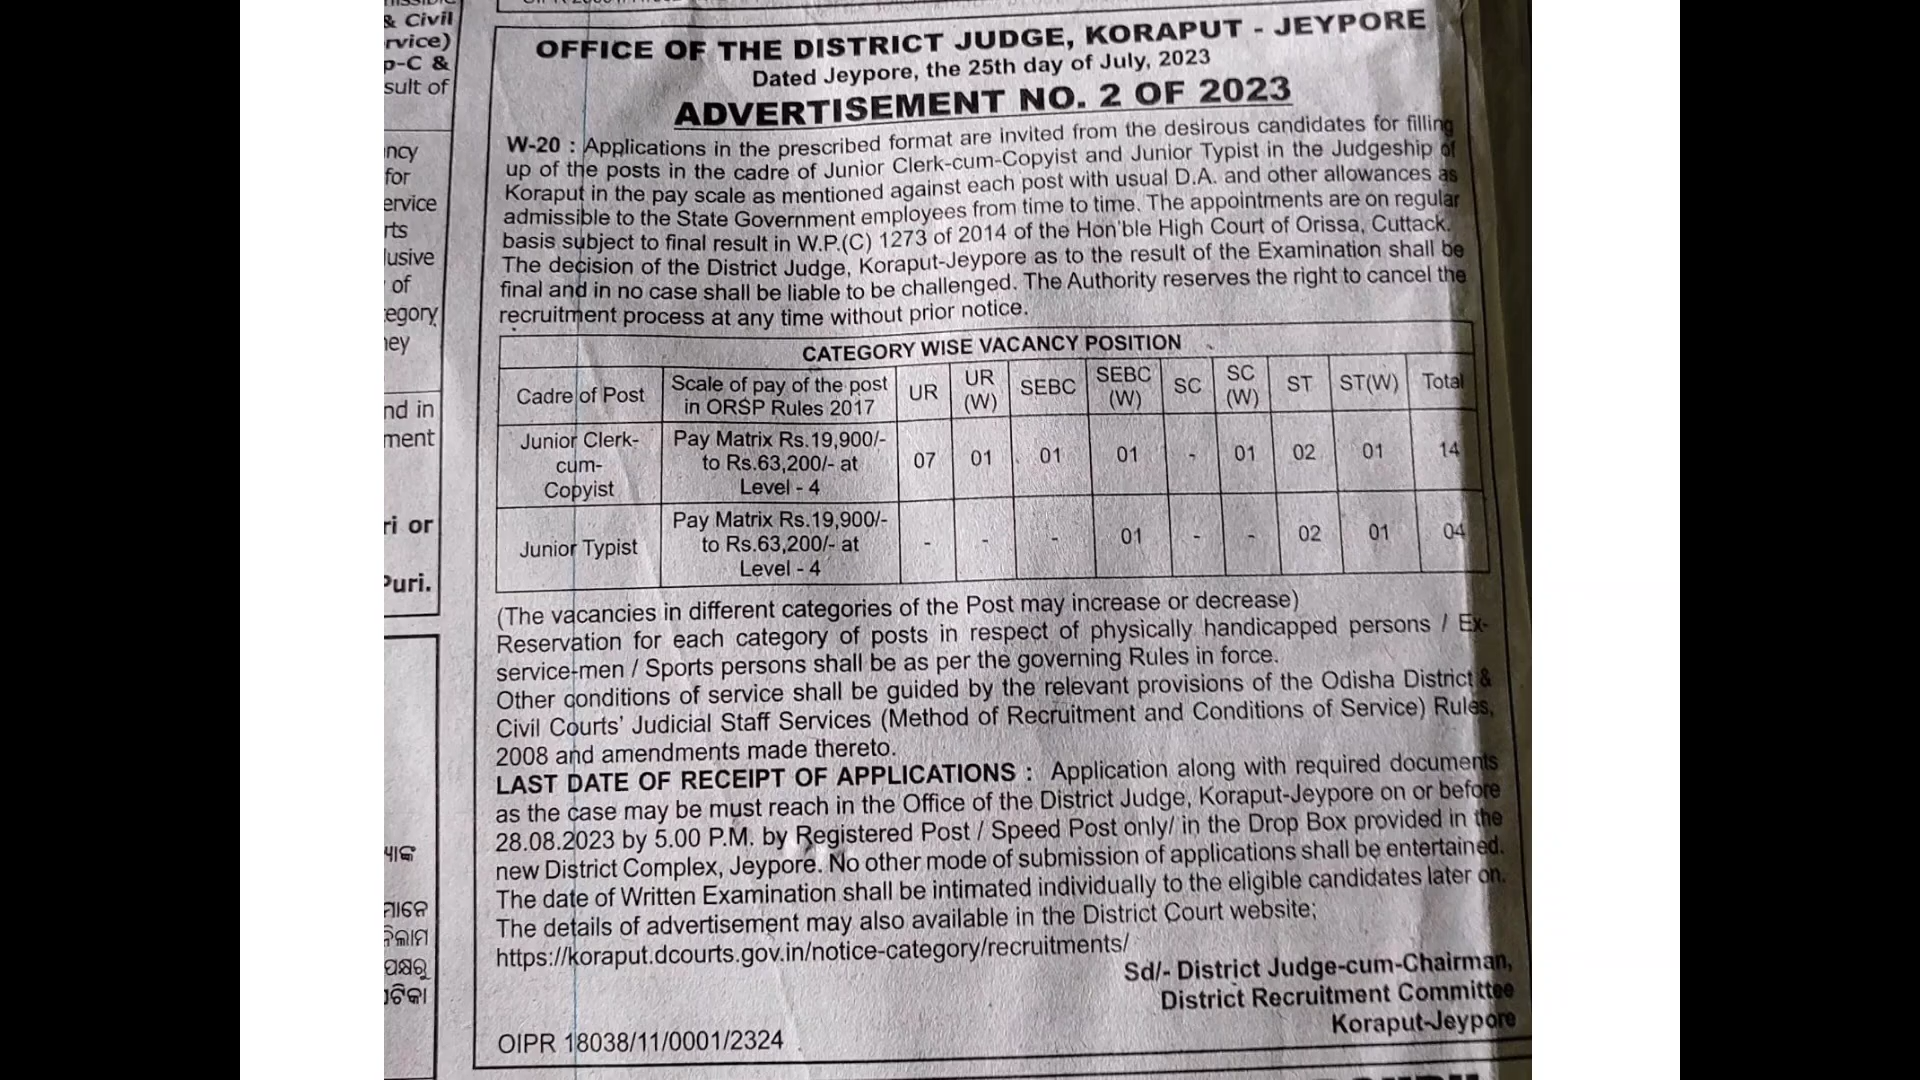 & Civil
rvice)
p-C &
sult of
ncy
for
ervice
rts
lusive
of
egory
ney
nd in
ment
ri or
Puri.
OFFICE OF THE DISTRICT JUDGE, KORAPUT - JEYPORE
Dated Jeypore, the 25th day of July, 2023
ADVERTISEMENT NO. 2 OF 2023
W-20 : Applications in the prescribed format are invited from the desirous candidates for filling
up of the posts in the cadre of Junior Clerk-cum-Copyist and Junior Typist in the Judgeship of
Koraput in the pay scale as mentioned against each post with usual D.A. and other allowances as
admissible to the State Government employees from time to time. The appointments are on regular
basis subject to final result in W.P.(C) 1273 of 2014 of the Hon'ble High Court of Orissa, Cuttack.
The decision of the District Judge, Koraput-Jeypore as to the result of the Examination shall be
final and in no case shall be liable to be challenged. The Authority reserves the right to cancel the
recruitment process at any time without prior notice.
CATEGORY WISE VACANCY POSITION
Cadre of Post Scale of pay of the post in ORSP Rules 2017 UR UR (W) SEBC SEBC (W) SC SC (W) ST ST(W) Total
Junior Clerk-cum-Copyist Pay Matrix Rs.19,900/- to Rs.63,200/- at Level - 4 07 01 01 01 - 01 02 01 14
Junior Typist Pay Matrix Rs.19,900/- to Rs.63,200/- at Level - 4 - - - 01 - - 02 01 04
(The vacancies in different categories of the Post may increase or decrease)
Reservation for each category of posts in respect of physically handicapped persons / Ex-
service-men / Sports persons shall be as per the governing Rules in force.
Other conditions of service shall be guided by the relevant provisions of the Odisha District &
Civil Courts' Judicial Staff Services (Method of Recruitment and Conditions of Service) Rules,
2008 and amendments made thereto.
LAST DATE OF RECEIPT OF APPLICATIONS : Application along with required documents
as the case may be must reach in the Office of the District Judge, Koraput-Jeypore on or before
28.08.2023 by 5.00 P.M. by Registered Post / Speed Post only/ in the Drop Box provided in the
new District Complex, Jeypore. No other mode of submission of applications shall be entertained.
The date of Written Examination shall be intimated individually to the eligible candidates later on.
The details of advertisement may also available in the District Court website;
https://koraput.dcourts.gov.in/notice-category/recruitments/
Sd/- District Judge-cum-Chairman,
District Recruitment Committee
Koraput-Jeypore
OIPR 18038/11/0001/2324